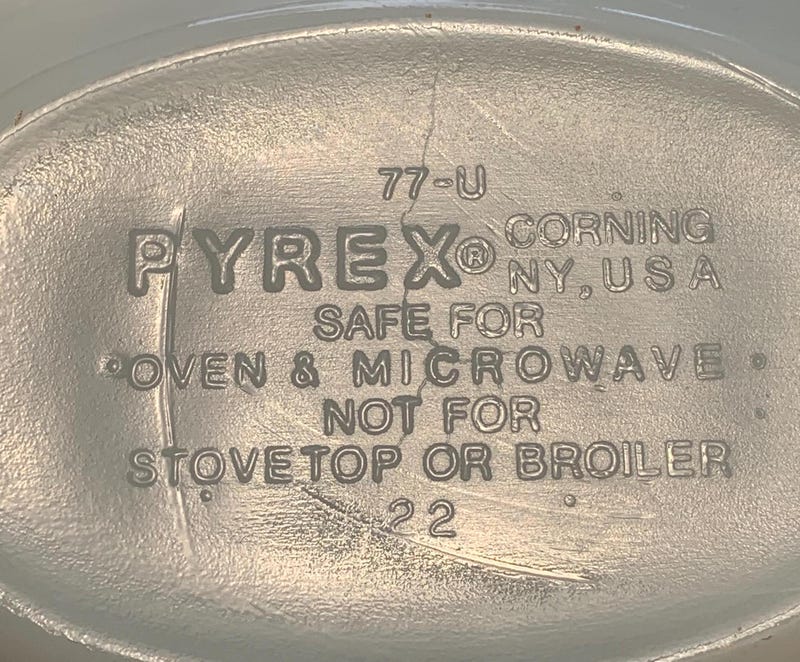 77-U
PYREX® CORNING
NY, USA
SAFE FOR
OVEN & MICROWAVE
NOT FOR
STOVETOP OR BROILER
22